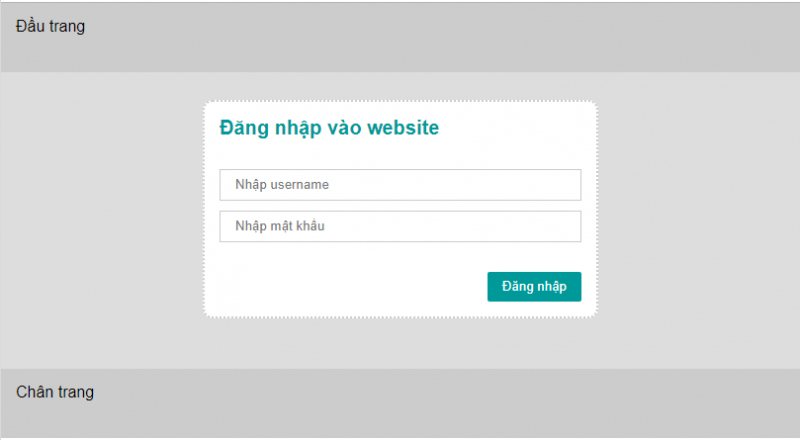 Đầu trang
Đăng nhập vào website
Nhập username
Nhập mật khẩu
Đăng nhập
Chân trang